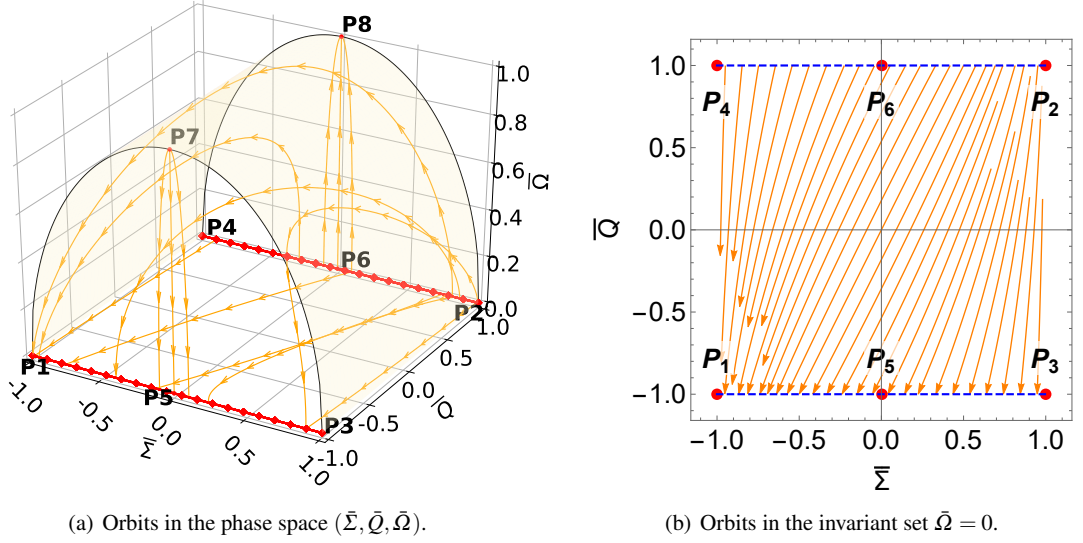 P8
1.0
0.8
0.6
0.4
0.2
0.0
Ω̄
P7
P4
P6
P2
1.0
0.5
0.0
-0.5
-1.0
Q̄
P1
P5
P3
-1.0
-0.5
0.0
0.5
1.0
Σ̄
(a) Orbits in the phase space (Σ̄,Q̄,Ω̄).
1.0
0.5
0.0
−0.5
−1.0
Q̄
P₄
P₆
P₂
P₁
P₅
P₃
−1.0
−0.5
0.0
0.5
1.0
Σ̄
(b) Orbits in the invariant set Ω̄ = 0.